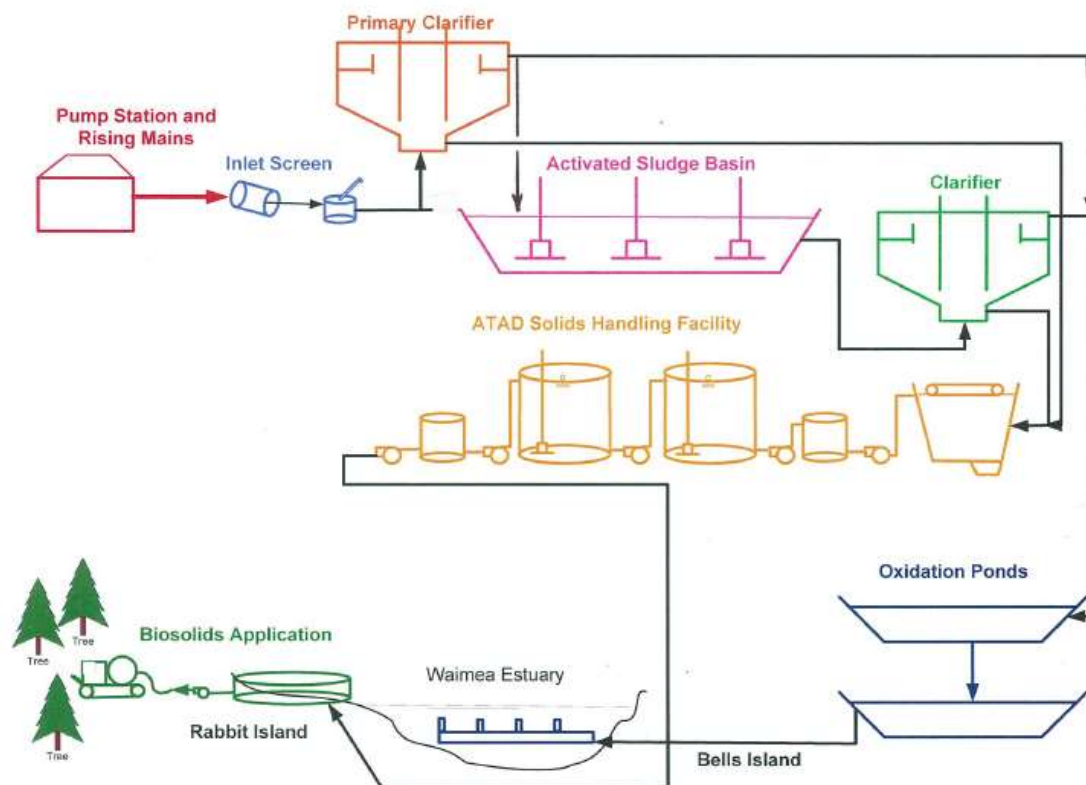 Primary Clarifier
Pump Station and
Rising Mains
Inlet Screen
Activated Sludge Basin
Clarifier
ATAD Solids Handling Facility
Oxidation Ponds
Tree
Tree
Biosolids Application
Waimea Estuary
Rabbit Island
Tree
Bells Island